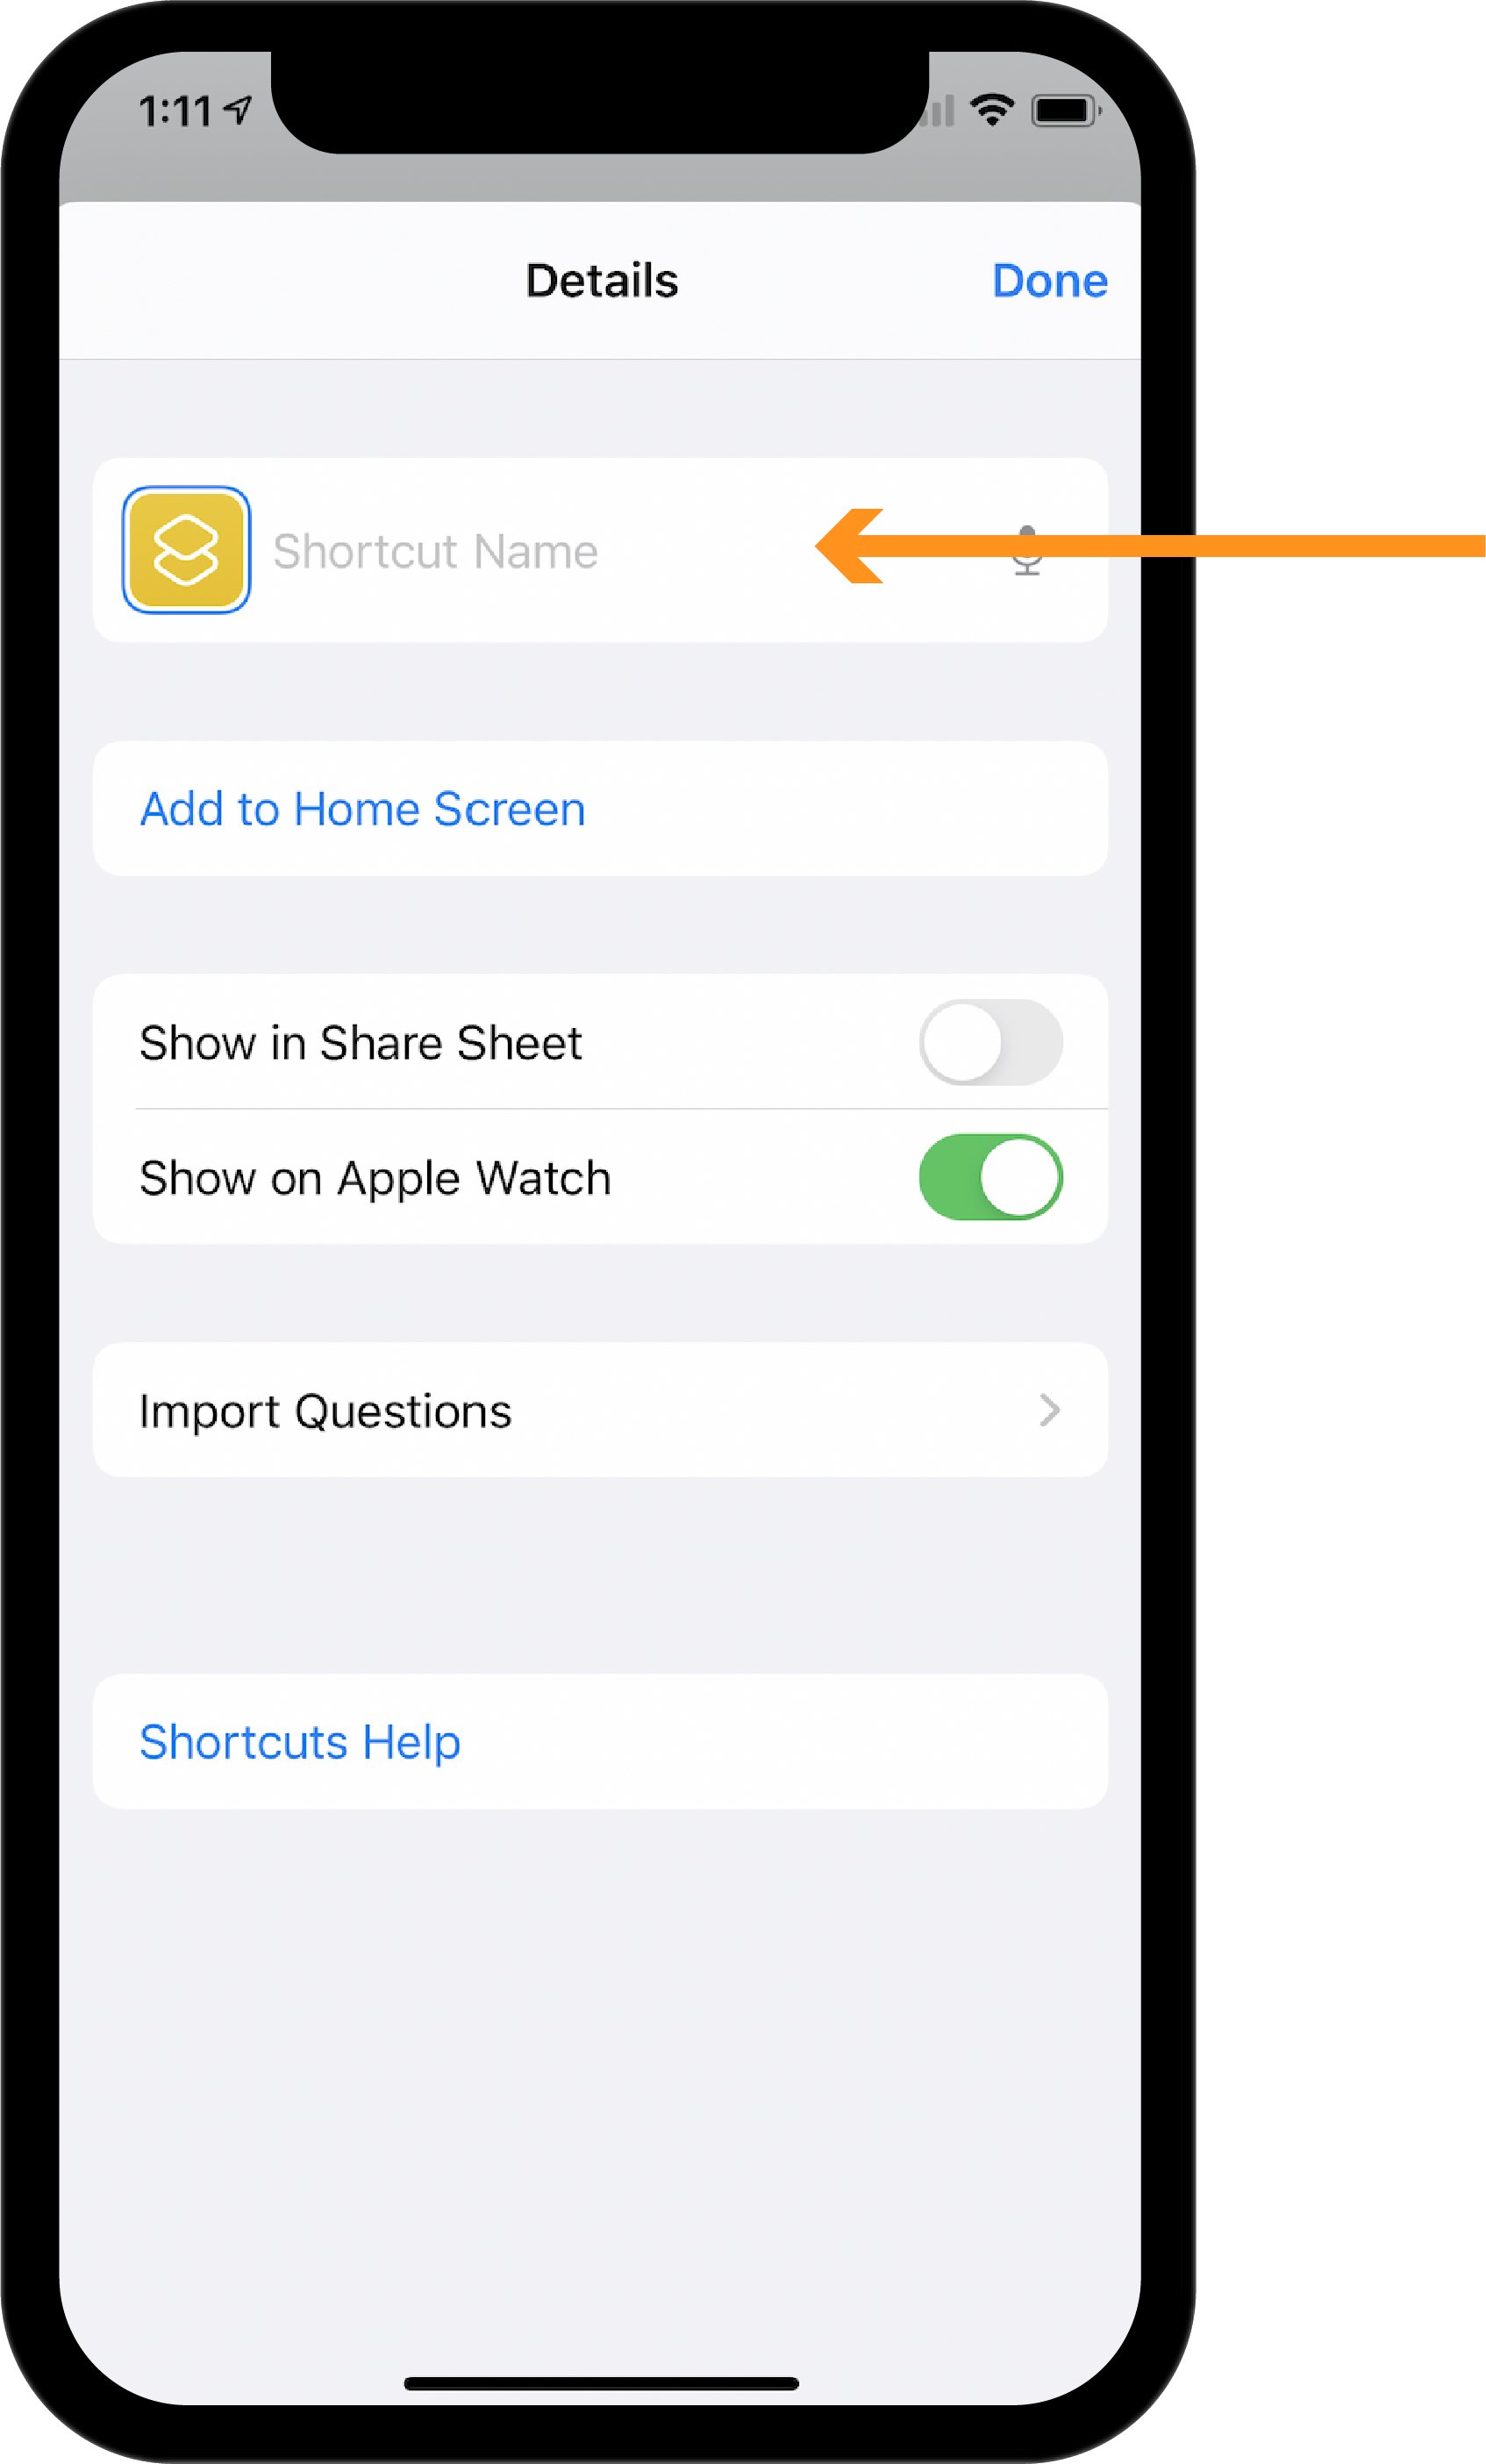 1:11
Details
Done
Shortcut Name
Add to Home Screen
Show in Share Sheet
Show on Apple Watch
Import Questions
Shortcuts Help